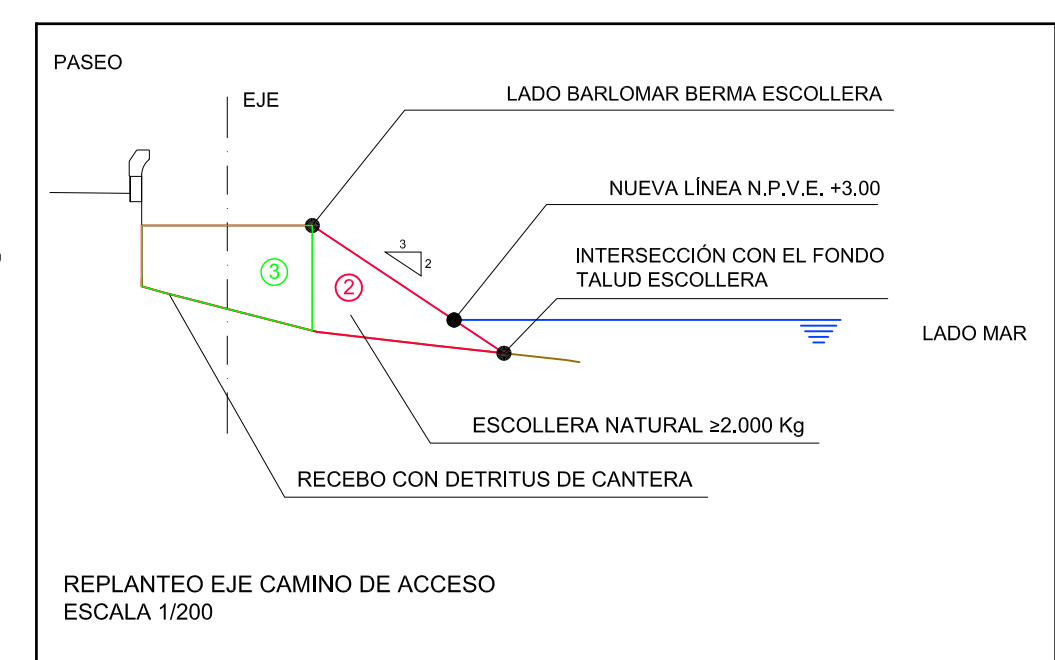 PASEO
EJE
LADO BARLOMAR BERMA ESCOLLERA
NUEVA LÍNEA N.P.V.E. +3.00
3
2
INTERSECCIÓN CON EL FONDO
TALUD ESCOLLERA
3
2
LADO MAR
ESCOLLERA NATURAL ≥2.000 Kg
RECEBO CON DETRITUS DE CANTERA
REPLANTEO EJE CAMINO DE ACCESO
ESCALA 1/200